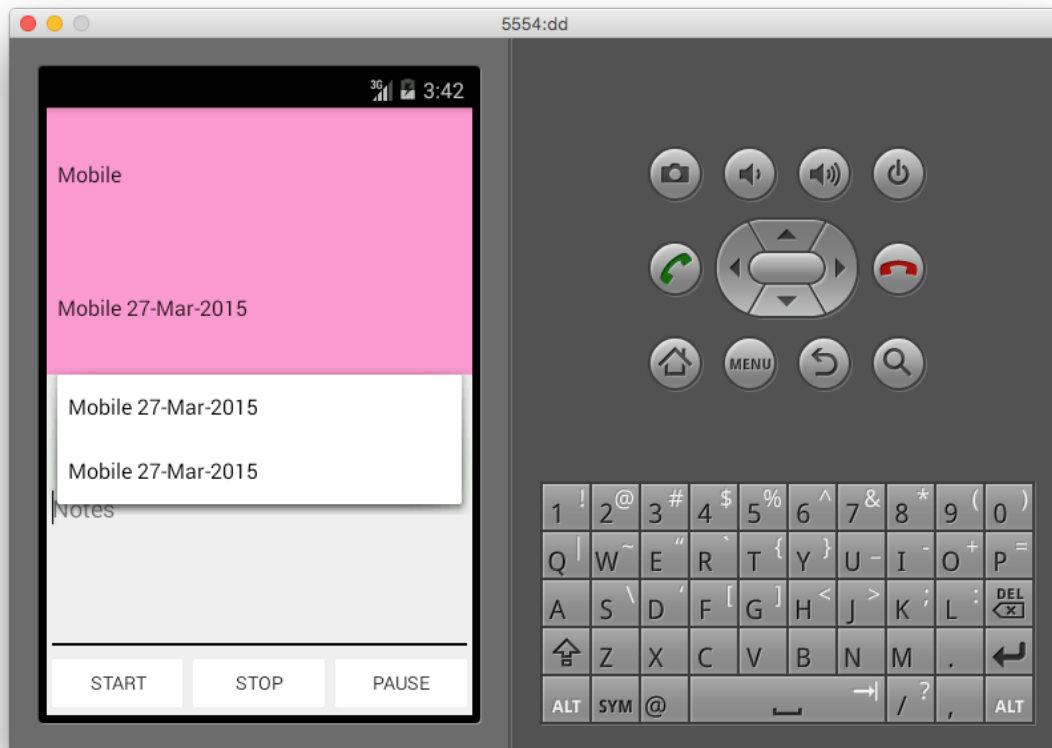 5554:dd
3G 3:42
Mobile
Mobile 27-Mar-2015
Mobile 27-Mar-2015
Mobile 27-Mar-2015
Notes
START STOP PAUSE
MENU
1 ! 2 @ 3 # 4 $ 5 % 6 ^ 7 & 8 * 9 ( 0 )
Q | W ~ E “ R ` T { Y } U _ I - O + P =
A S \ D ‘ F [ G ] H < J > K ; L : DEL
Z X C V B N M .
ALT SYM @ / ? , ALT